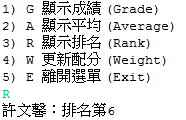 1) G 顯示成績 (Grade)
2) A 顯示平均 (Average)
3) R 顯示排名 (Rank)
4) W 更新配分 (Weight)
5) E 離開選單 (Exit)
R
許文馨：排名第6